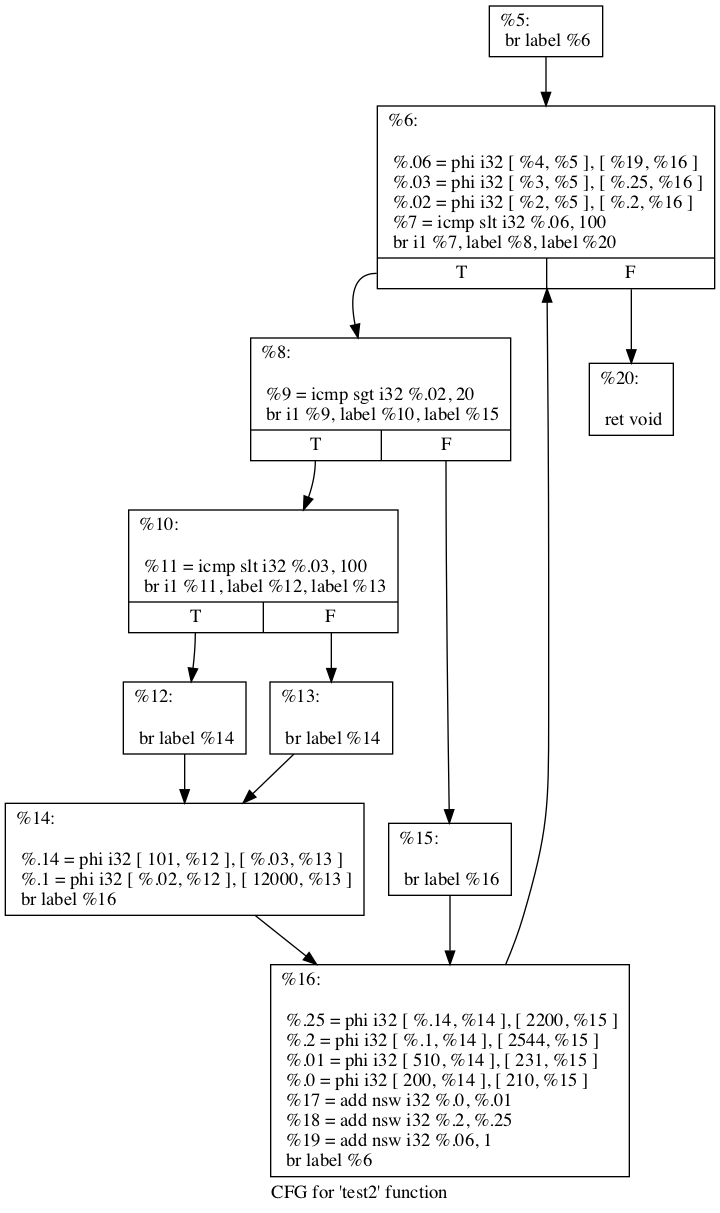 %5:
br label %6
%6:
%.06 = phi i32 [ %4, %5 ], [ %19, %16 ]
%.03 = phi i32 [ %3, %5 ], [ %.25, %16 ]
%.02 = phi i32 [ %2, %5 ], [ %.2, %16 ]
%7 = icmp slt i32 %.06, 100
br i1 %7, label %8, label %20
T F
%8:
%9 = icmp sgt i32 %.02, 20
br i1 %9, label %10, label %15
T F
%20:
ret void
%10:
%11 = icmp slt i32 %.03, 100
br i1 %11, label %12, label %13
T F
%12:
br label %14
%13:
br label %14
%14:
%.14 = phi i32 [ 101, %12 ], [ %.03, %13 ]
%.1 = phi i32 [ %.02, %12 ], [ 12000, %13 ]
br label %16
%15:
br label %16
%16:
%.25 = phi i32 [ %.14, %14 ], [ 2200, %15 ]
%.2 = phi i32 [ %.1, %14 ], [ 2544, %15 ]
%.01 = phi i32 [ 510, %14 ], [ 231, %15 ]
%.0 = phi i32 [ 200, %14 ], [ 210, %15 ]
%17 = add nsw i32 %.0, %.01
%18 = add nsw i32 %.2, %.25
%19 = add nsw i32 %.06, 1
br label %6
CFG for 'test2' function